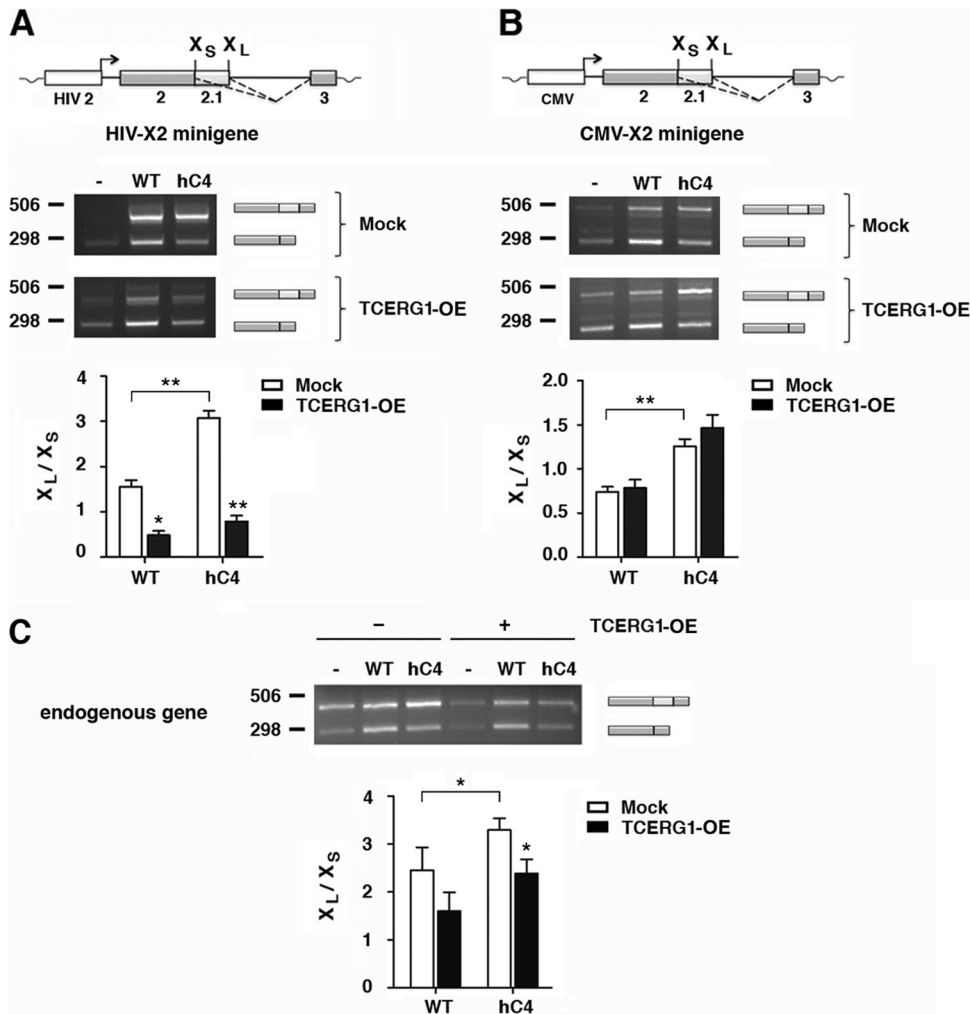 A
X_S X_L
HIV 2 2 2.1 3
HIV-X2 minigene
- WT hC4
506
298
Mock
506
298
TCERG1-OE
4
3
2
1
0
X_L / X_S
**
*
**
Mock
TCERG1-OE
WT hC4
B
X_S X_L
CMV 2 2.1 3
CMV-X2 minigene
- WT hC4
506
298
Mock
506
298
TCERG1-OE
2.0
1.5
1.0
0.5
0.0
X_L / X_S
**
Mock
TCERG1-OE
WT hC4
C
– + TCERG1-OE
- WT hC4 - WT hC4
506
298
endogenous gene
4
3
2
1
0
X_L / X_S
*
*
Mock
TCERG1-OE
WT hC4